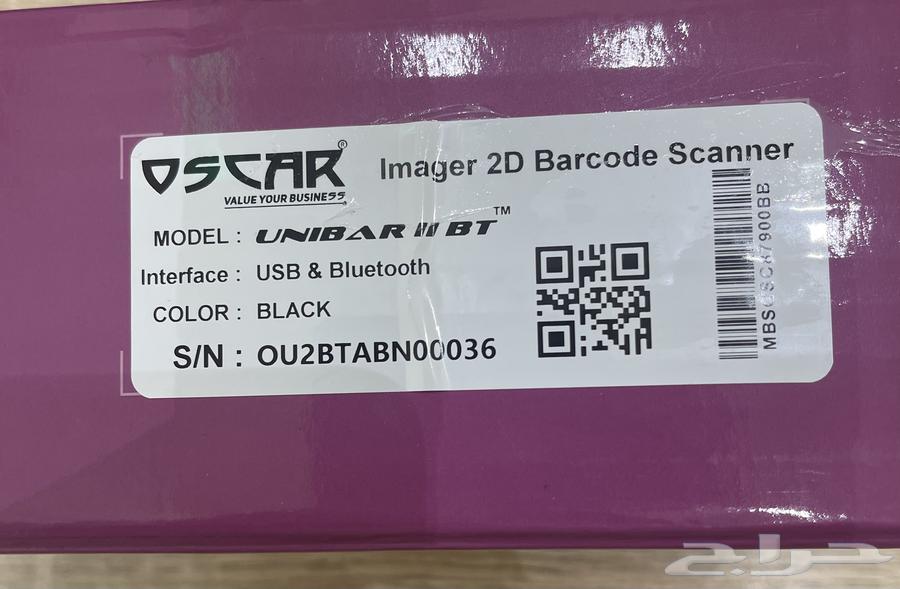 OSCAR®
VALUE YOUR BUSINESS
Imager 2D Barcode Scanner
MODEL : UNIBAR II BT™
Interface : USB & Bluetooth
COLOR : BLACK
S/N : OU2BTABN00036
حراج